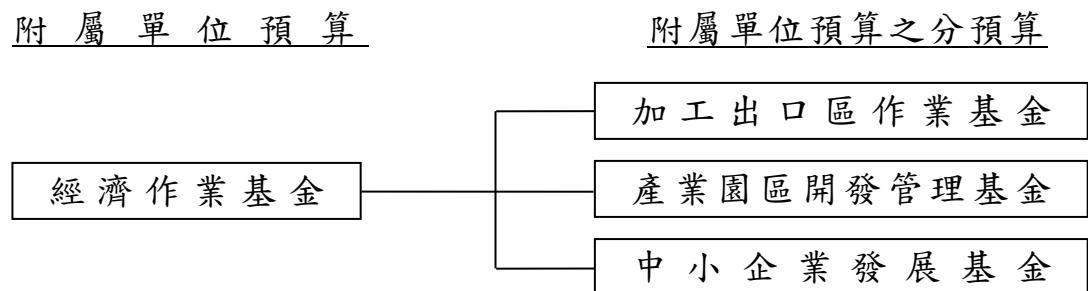 附屬單位預算
附屬單位預算之分預算
加工出口區作業基金
經濟作業基金
產業園區開發管理基金
中小企業發展基金